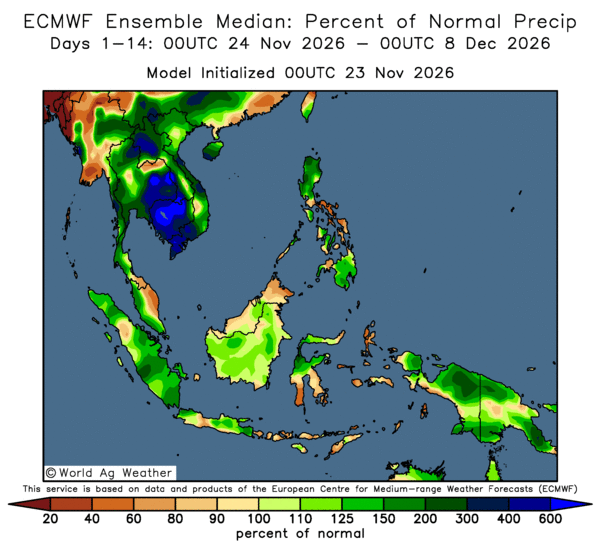 ECMWF Ensemble Median: Percent of Normal Precip
Days 1-14: 00UTC 24 Nov 2026 - 00UTC 8 Dec 2026
Model Initialized 00UTC 23 Nov 2026
© World Ag Weather
This service is based on data and products of the European Centre for Medium-range Weather Forecasts (ECMWF)
20 40 60 80 90 100 110 125 150 200 300 400 600
percent of normal